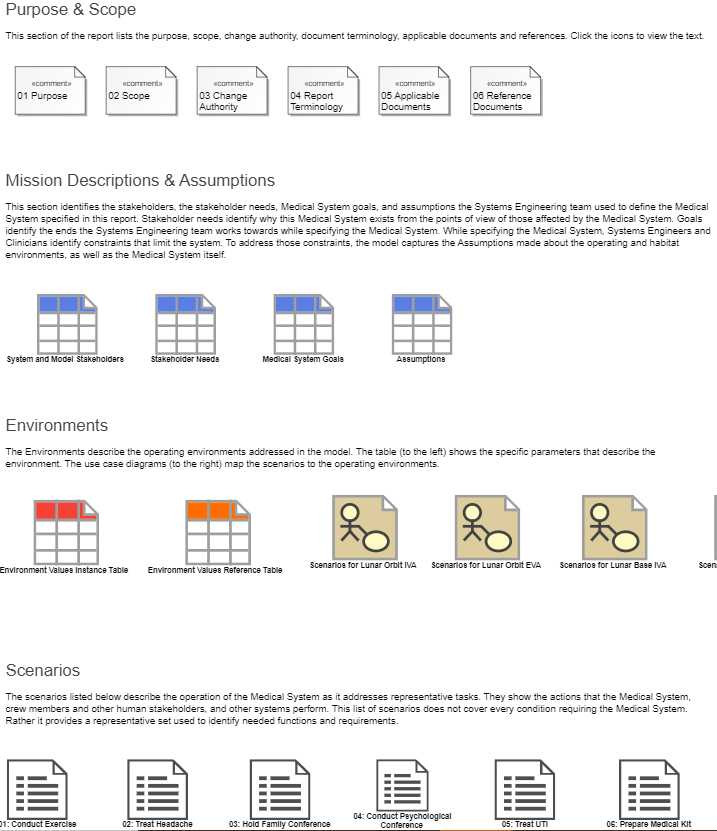 Purpose & Scope
This section of the report lists the purpose, scope, change authority, document terminology, applicable documents and references. Click the icons to view the text.
«comment» «comment» «comment» «comment» «comment» «comment»
01 Purpose 02 Scope 03 Change Authority 04 Report Terminology 05 Applicable Documents 06 Reference Documents
Mission Descriptions & Assumptions
This section identifies the stakeholders, the stakeholder needs, Medical System goals, and assumptions the Systems Engineering team used to define the Medical
System specified in this report. Stakeholder needs identify why this Medical System exists from the points of view of those affected by the Medical System. Goals
identify the ends the Systems Engineering team works towards while specifying the Medical System. While specifying the Medical System, Systems Engineers and
Clinicians identify constraints that limit the system. To address those constraints, the model captures the Assumptions made about the operating and habitat
environments, as well as the Medical System itself.
System and Model Stakeholders Stakeholder Needs Medical System Goals Assumptions
Environments
The Environments describe the operating environments addressed in the model. The table (to the left) shows the specific parameters that describe the
environment. The use case diagrams (to the right) map the scenarios to the operating environments.
Environment Values Instance Table Environment Values Reference Table Scenarios for Lunar Orbit IVA Scenarios for Lunar Orbit EVA Scenarios for Lunar Base IVA Scen
Scenarios
The scenarios listed below describe the operation of the Medical System as it addresses representative tasks. They show the actions that the Medical System,
crew members and other human stakeholders, and other systems perform. This list of scenarios does not cover every condition requiring the Medical System.
Rather it provides a representative set used to identify needed functions and requirements.
01: Conduct Exercise 02: Treat Headache 03: Hold Family Conference 04: Conduct Psychological Conference 05: Treat UTI 06: Prepare Medical Kit